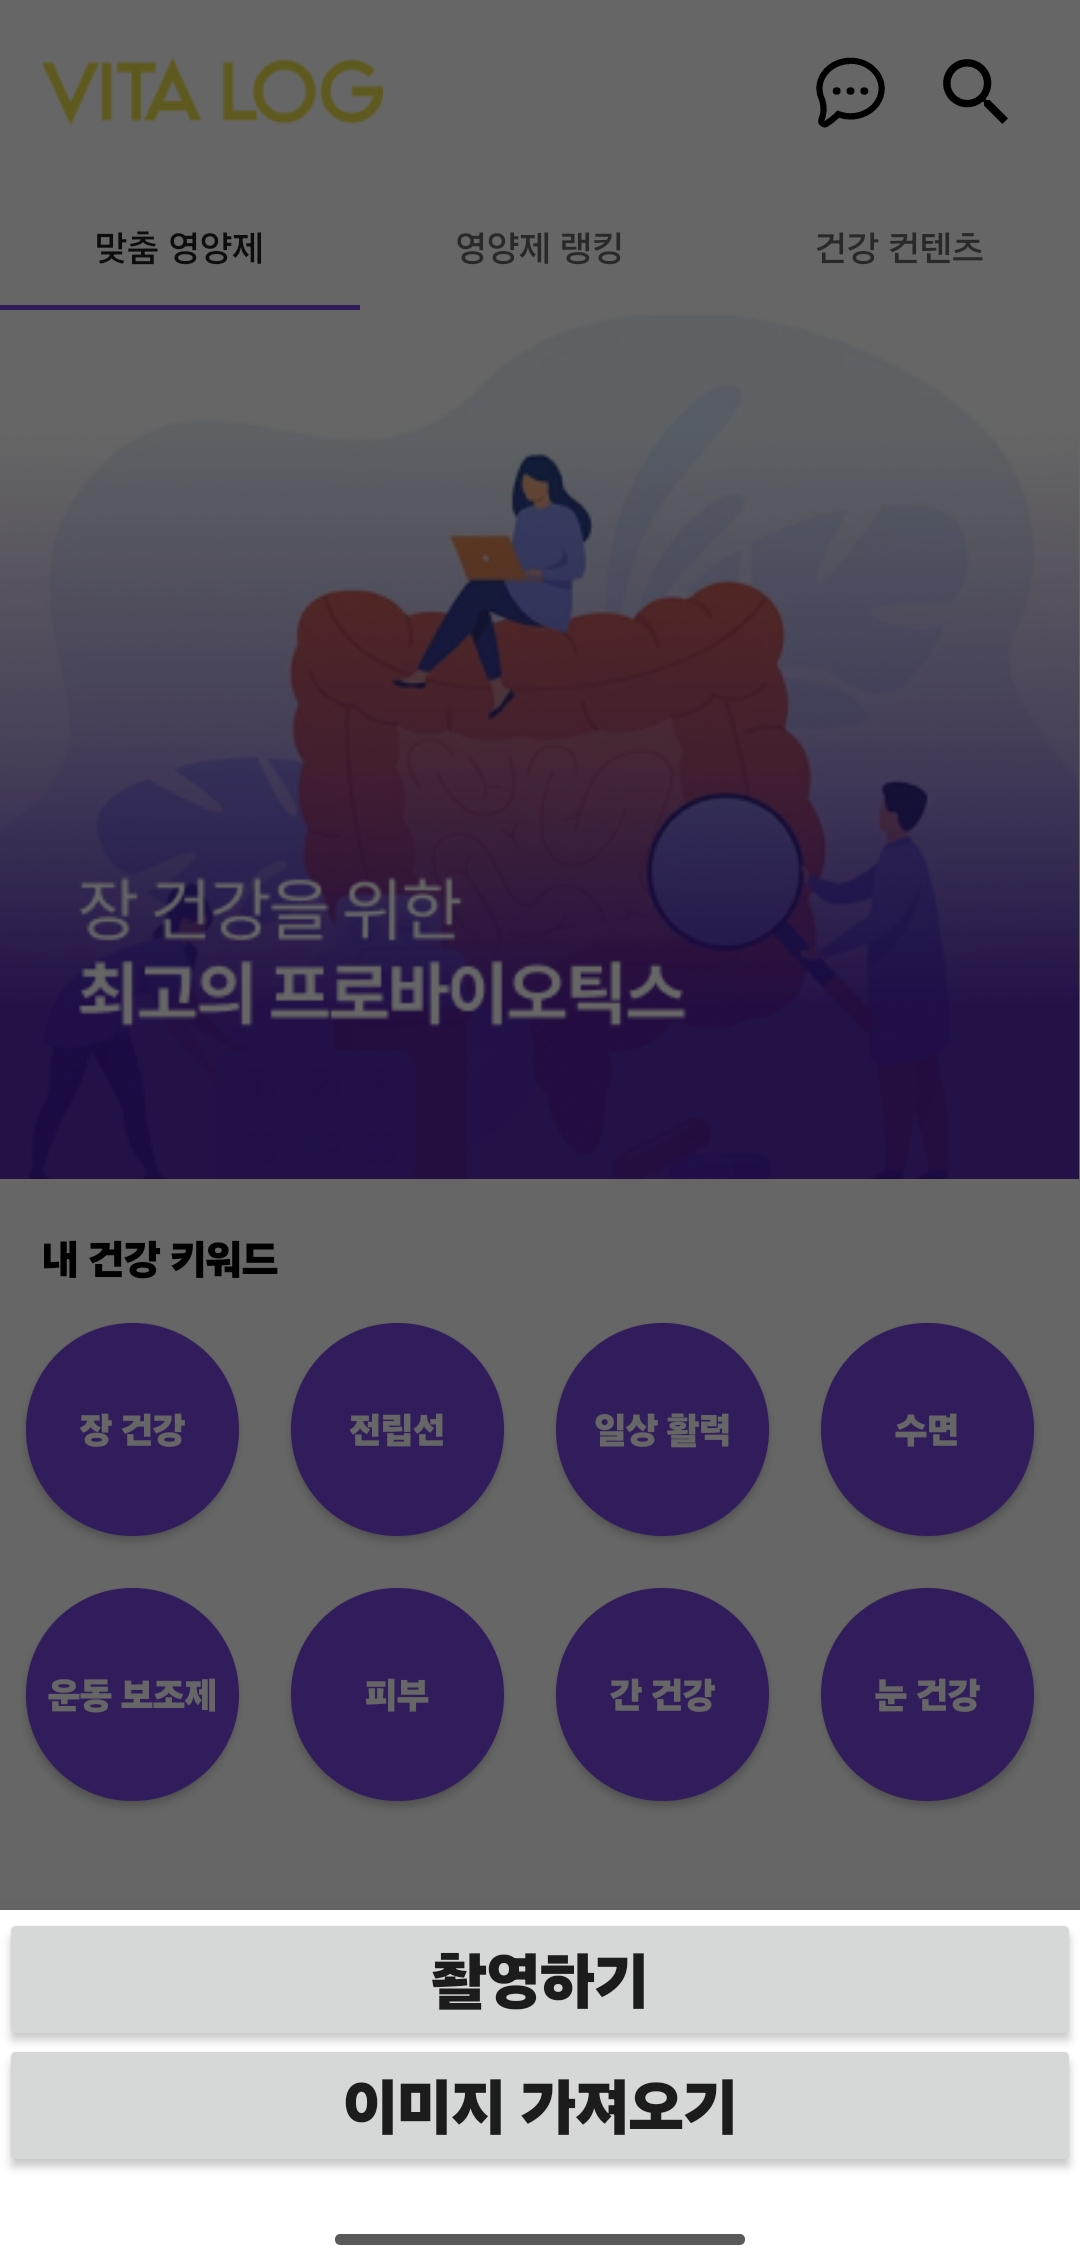 VITA LOG
맞춤 영양제
영양제 랭킹
건강 컨텐츠
장 건강을 위한
최고의 프로바이오틱스
내 건강 키워드
장 건강
전립선
일상 활력
수면
운동 보조제
피부
간 건강
눈 건강
촬영하기
이미지 가져오기